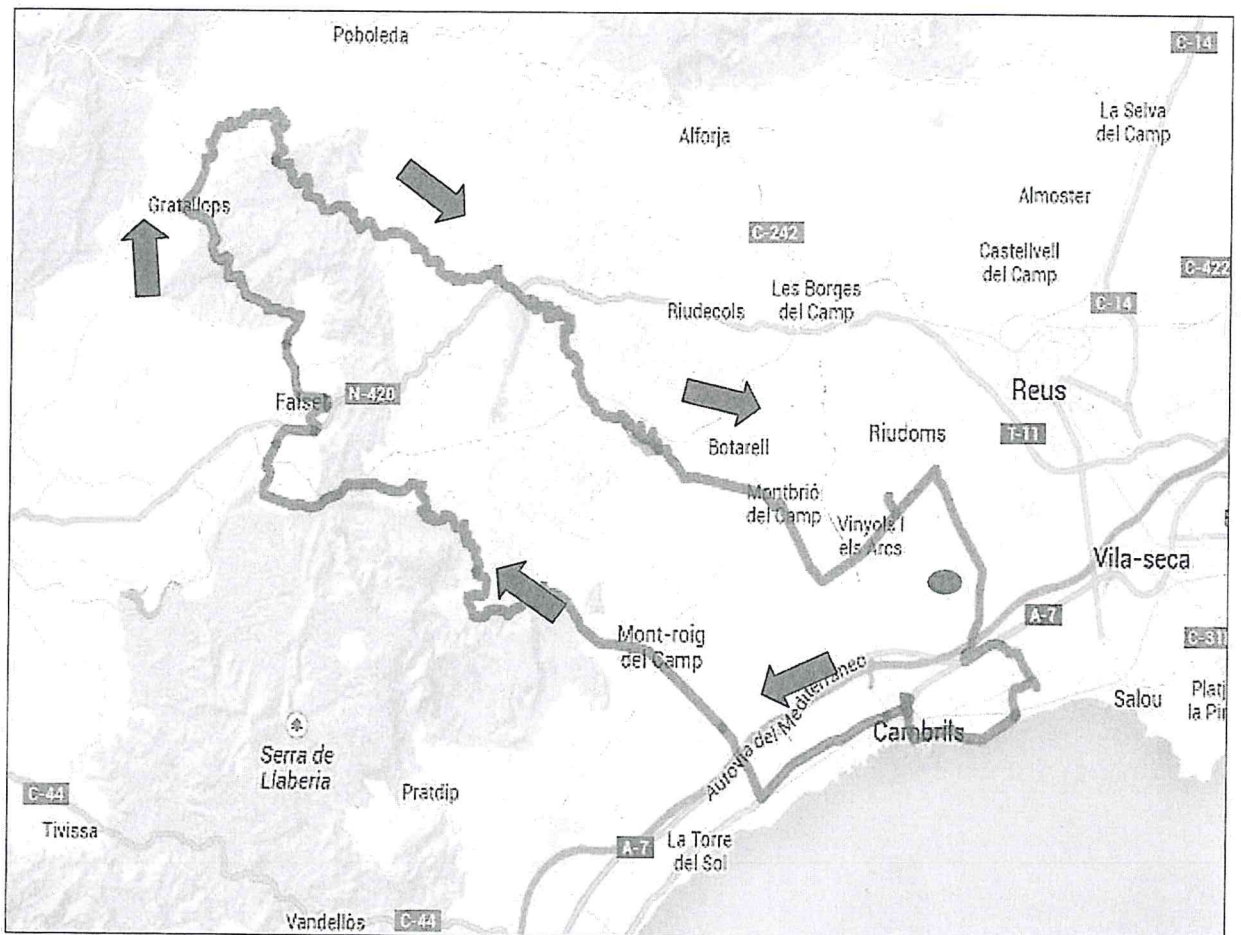 Poboleda
C-14
La Selva
del Camp
Alforja
Almoster
Gratallops
C-242
Castellvell
del Camp
C-422
Les Borges
del Camp
C-14
Riudecols
Reus
N-420
Falset
Riudoms
T-11
Botarell
Montbrió
del Camp
Vinyols i
els Arcs
Vila-seca
A-7
Mont-roig
del Camp
C-31
Salou
Platj
la Pin
Cambrils
Autovía del Mediterráneo
Serra de
Llaberia
C-44
Pratdip
Tivissa
A-7
La Torre
del Sol
Vandellòs
C-44